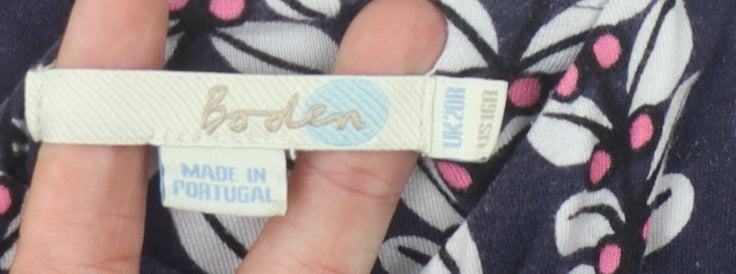 Boden
UK20R
US16R
MADE IN
PORTUGAL